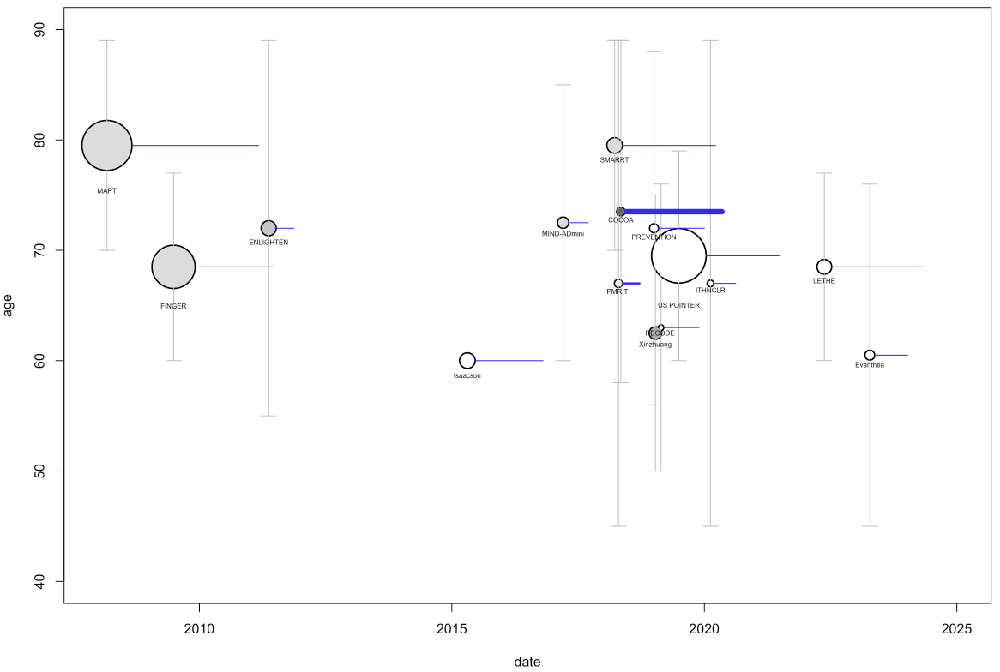 90
80
70
60
50
40
age
MAPT
FINGER
ENLIGHTEN
Isaacson
MIND-ADmini
SMARRT
COCOA
PREVENTION
PMRIT
US POINTER
ITHNCLR
RECODE
Xinzhuang
LETHE
Evanthea
2010
2015
2020
2025
date